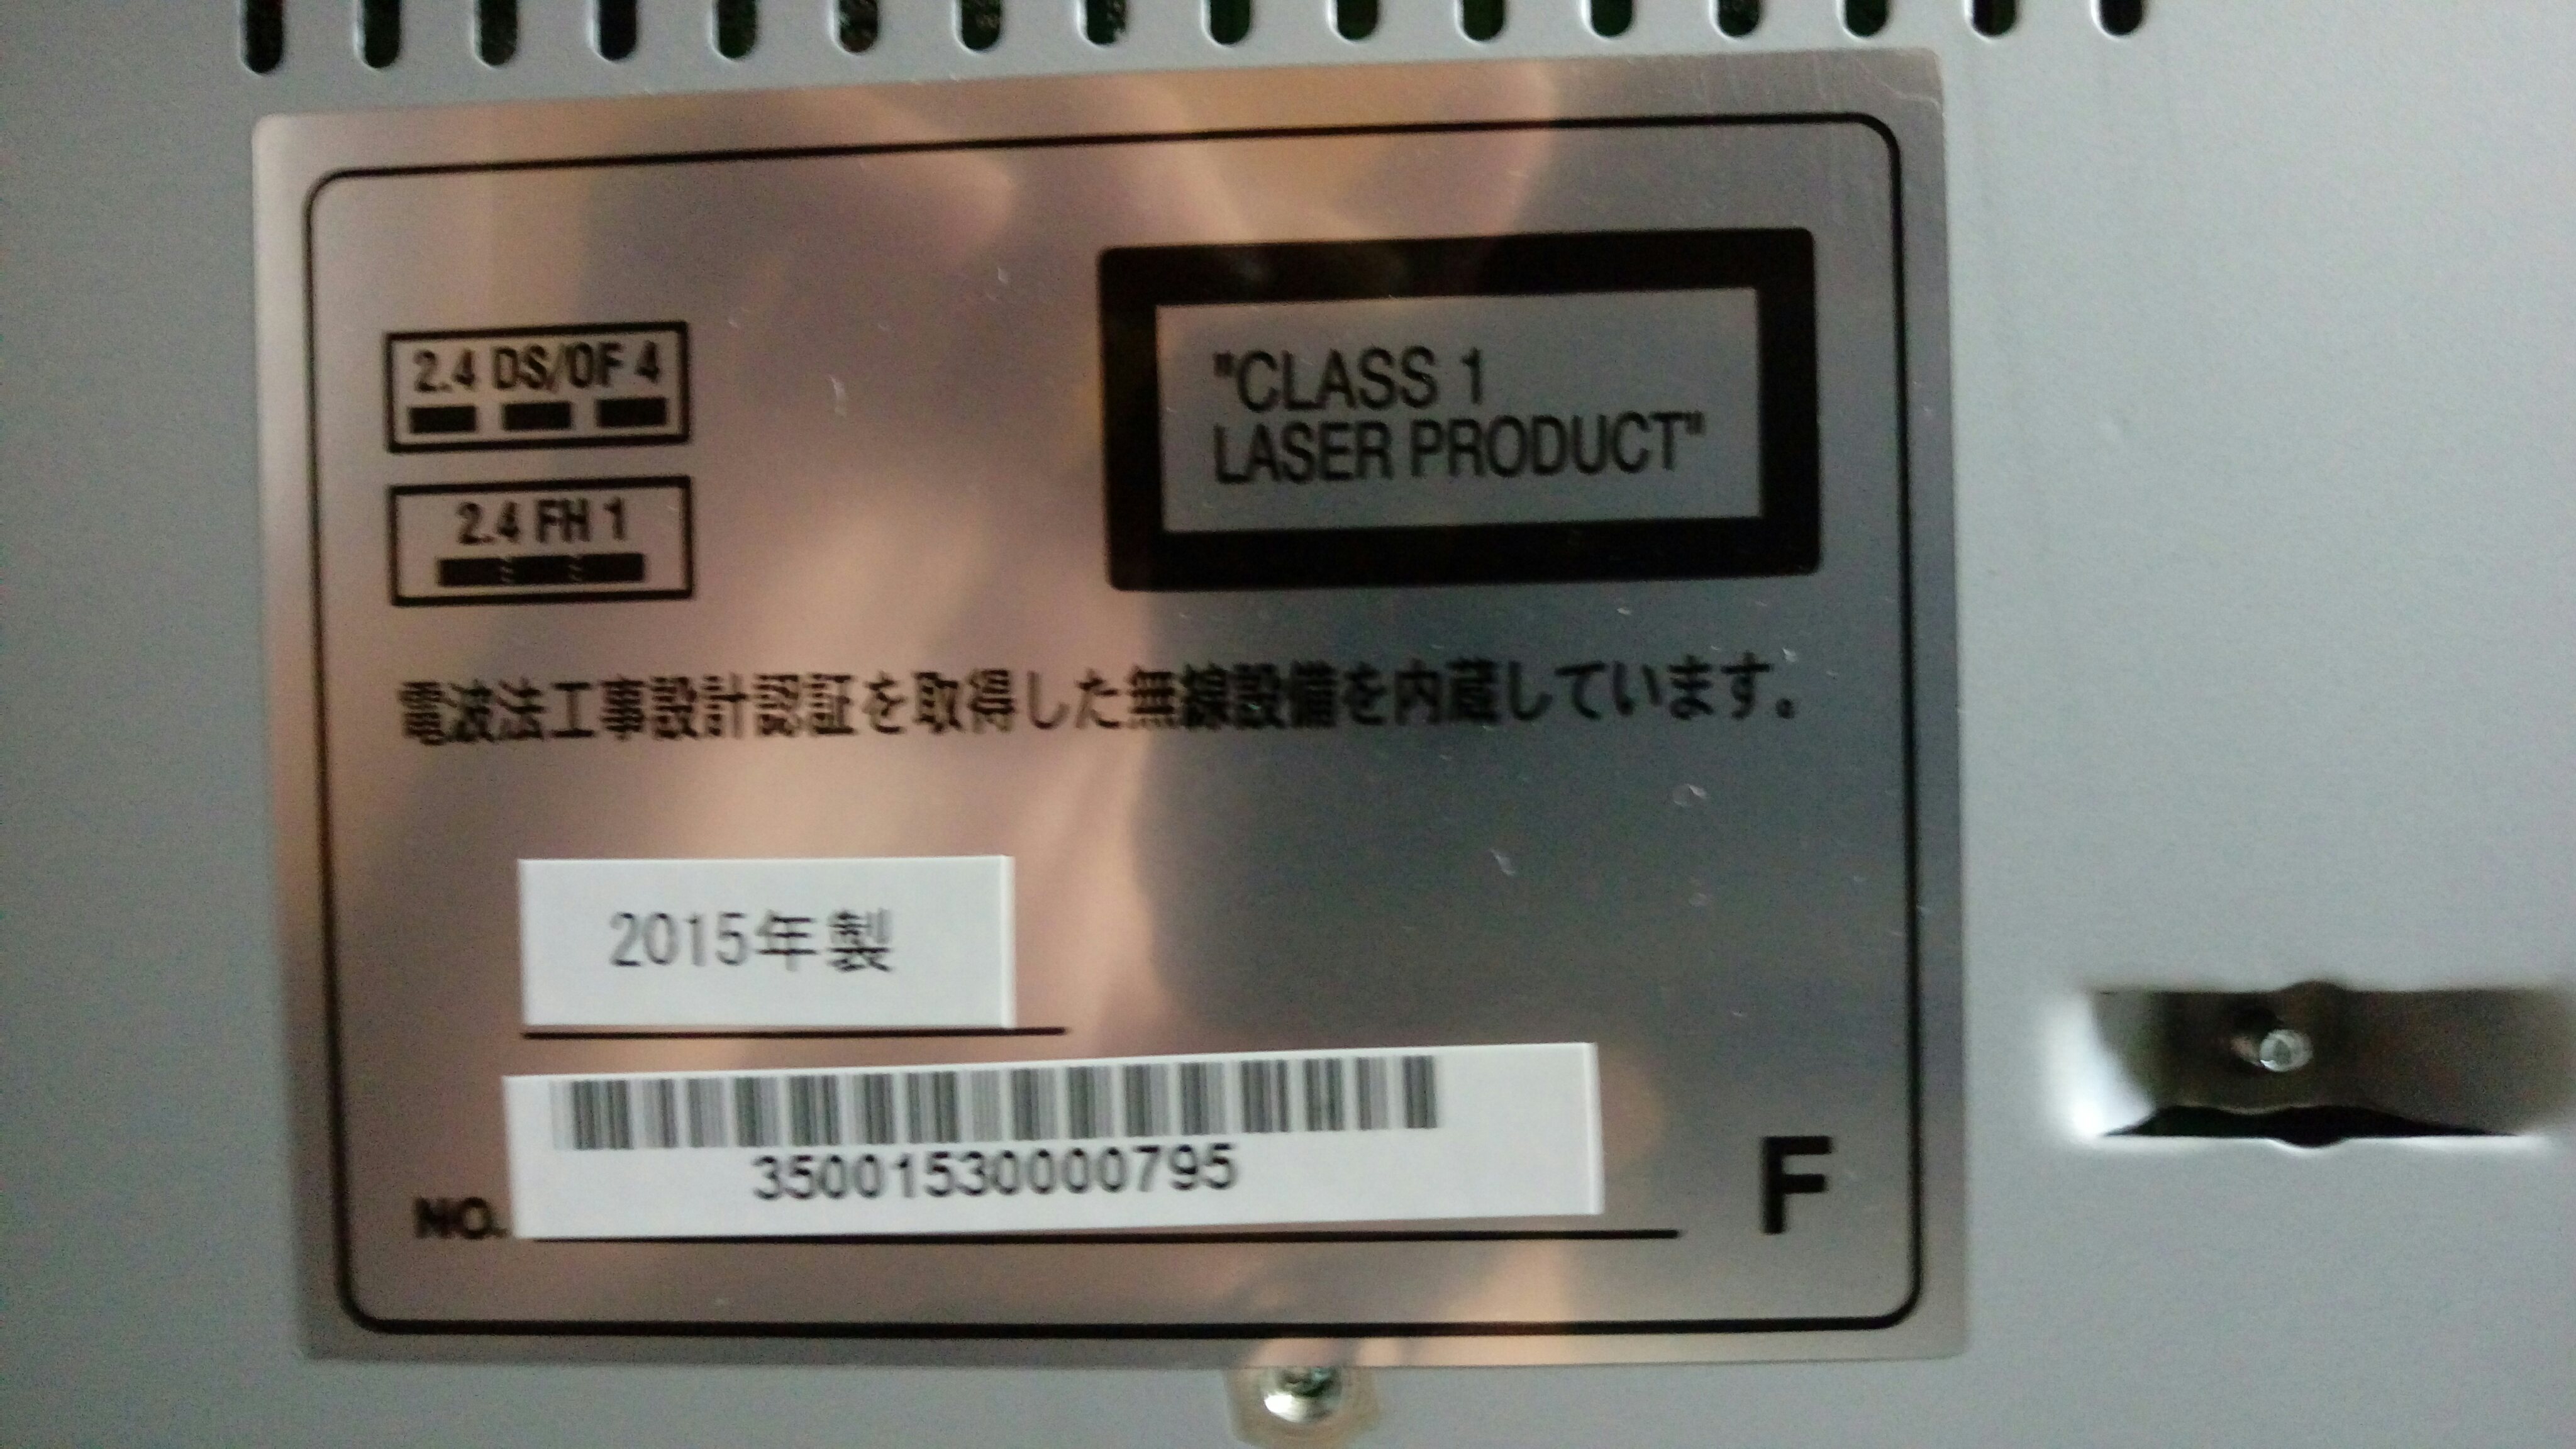 2.4 DS/OF 4
2.4 FH 1
"CLASS 1
LASER PRODUCT"
電波法工事設計認証を取得した無線設備を内蔵しています。
2015年製
35001530000795
NO.
F